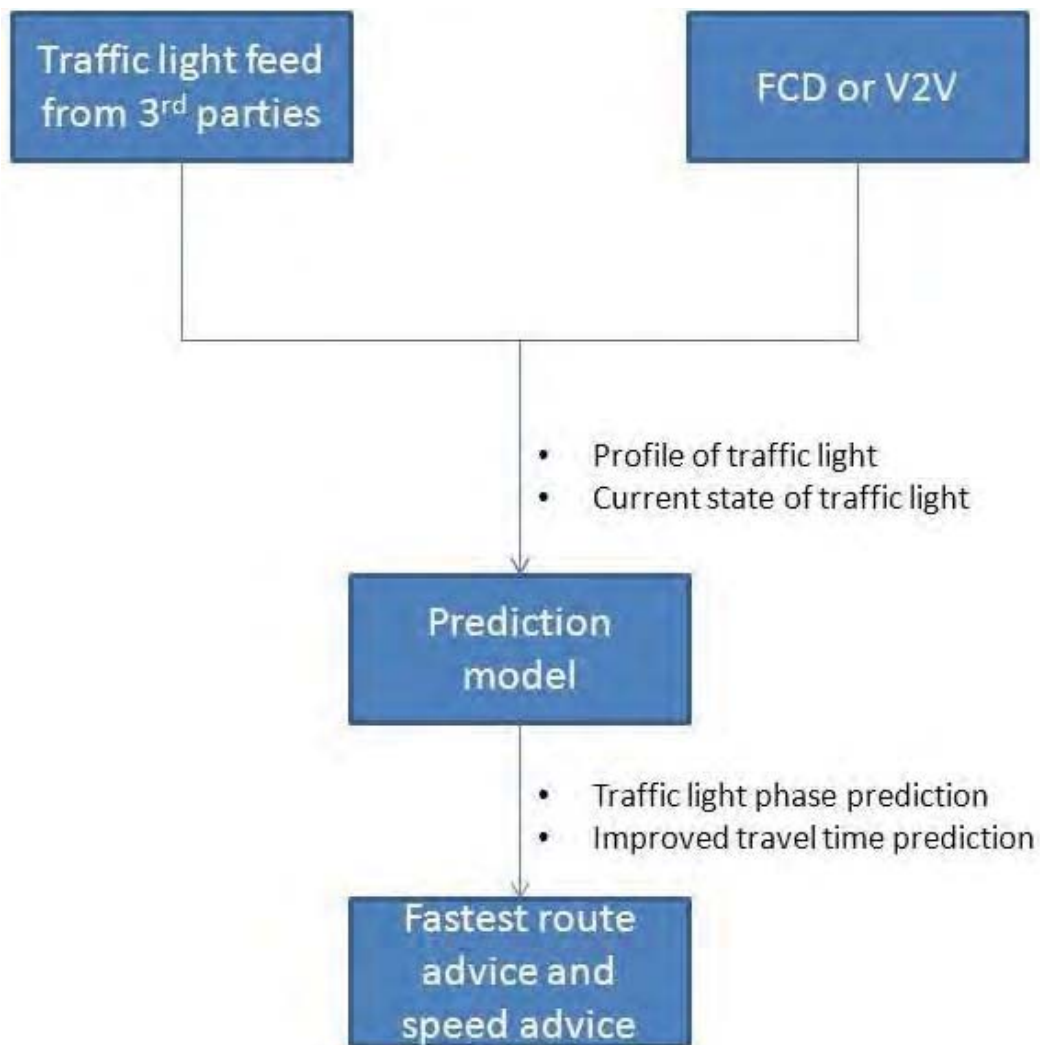 Traffic light feed
from 3rd parties
FCD or V2V
• Profile of traffic light
• Current state of traffic light
Prediction
model
• Traffic light phase prediction
• Improved travel time prediction
Fastest route
advice and
speed advice